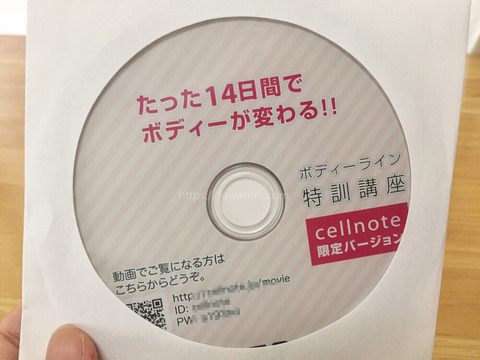 たった14日間で
ボディーが変わる!!
ボディーライン
特訓講座
cellnote
限定バージョン
動画でご覧になる方は
こちらからどうぞ。
/movie
ID:
PW: